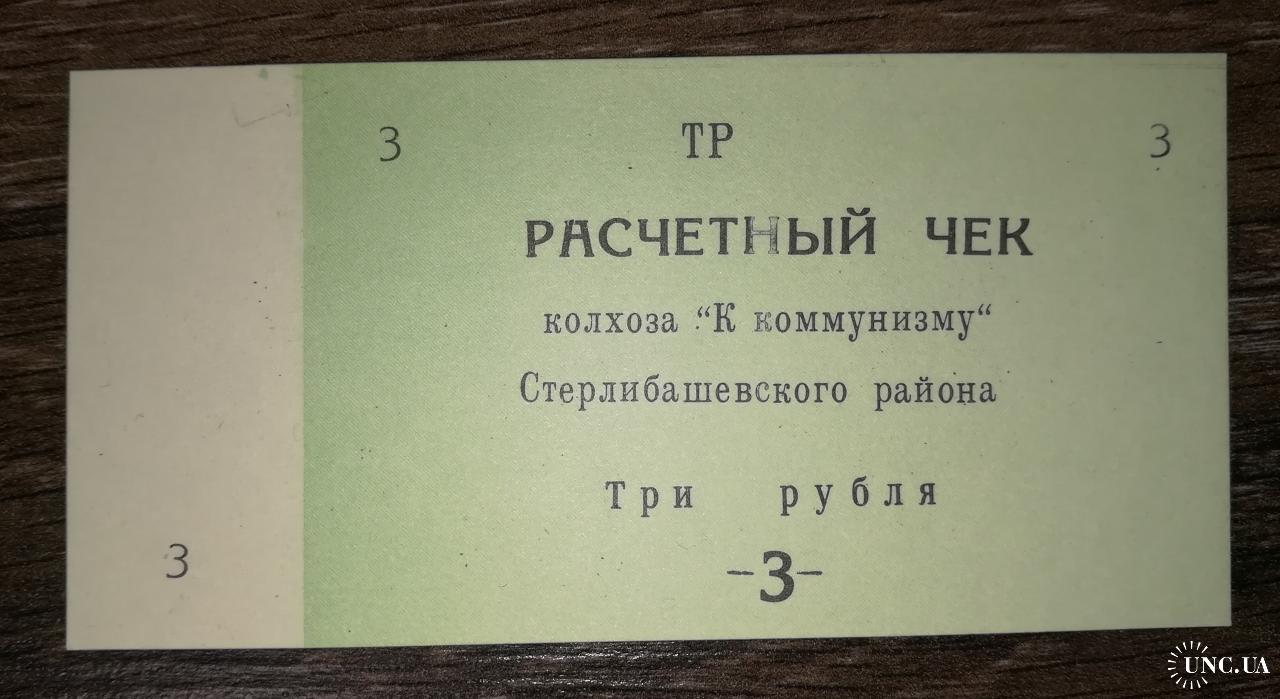 3 ТР 3
РАСЧЕТНЫЙ ЧЕК
колхоза “К коммунизму“
Стерлибашевского района
Три рубля
-3-
3
UNC.UA